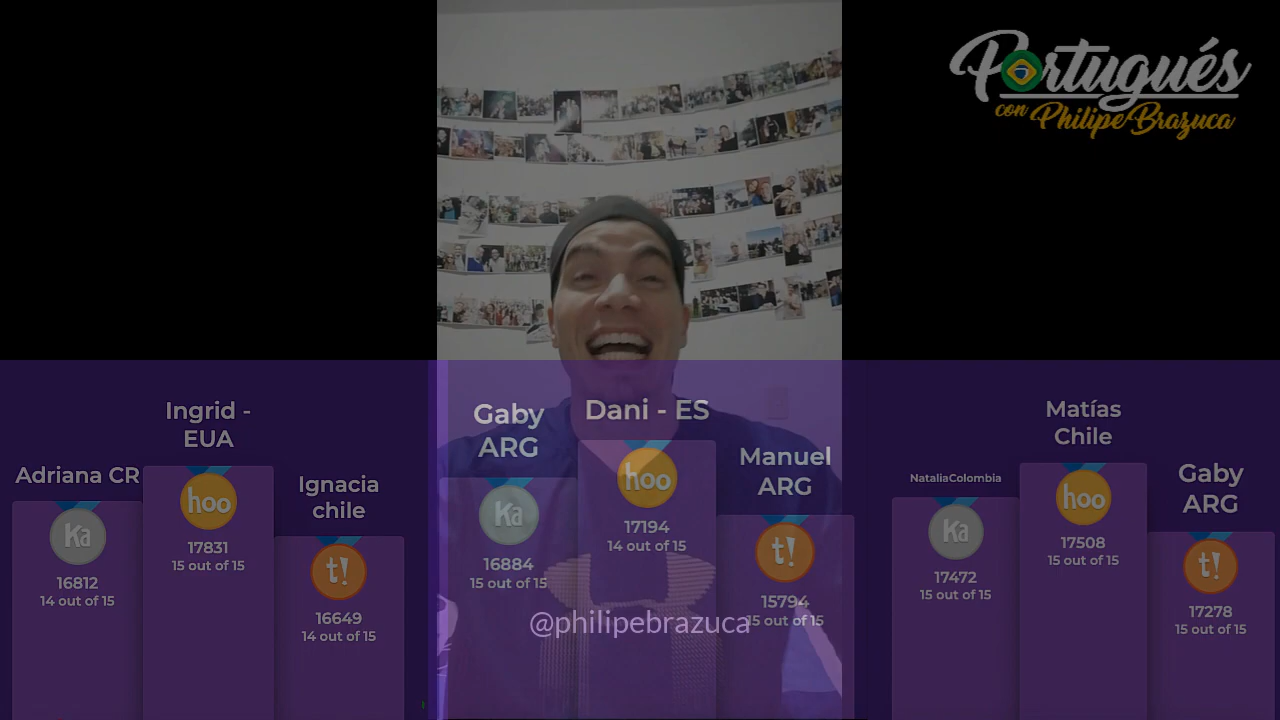 Portugués
con PhilipeBrazuca
Ingrid -
EUA
Adriana CR
Ignacia
chile
Ka
16812
14 out of 15
hoo
17831
15 out of 15
t!
16649
14 out of 15
Gaby
ARG
Dani - ES
Manuel
ARG
Ka
16884
15 out of 15
hoo
17194
14 out of 15
t!
15794
15 out of 15
@philipebrazuca
Matías
Chile
NataliaColombia
Gaby
ARG
Ka
17472
15 out of 15
hoo
17508
15 out of 15
t!
17278
15 out of 15